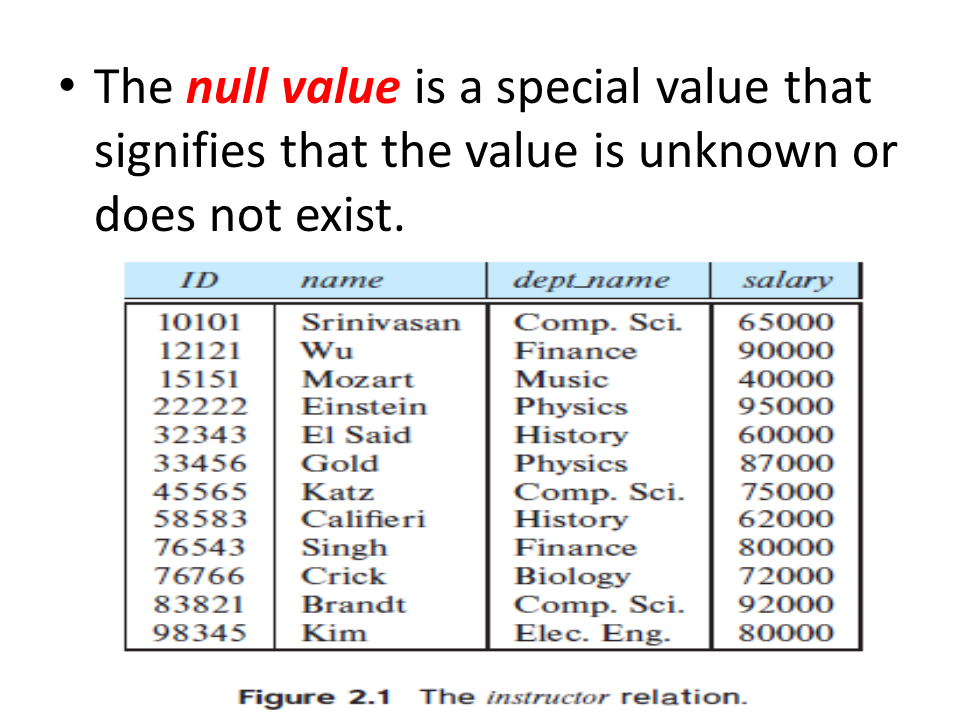 • The null value is a special value that
signifies that the value is unknown or
does not exist.
ID name dept_name salary
10101 Srinivasan Comp. Sci. 65000
12121 Wu Finance 90000
15151 Mozart Music 40000
22222 Einstein Physics 95000
32343 El Said History 60000
33456 Gold Physics 87000
45565 Katz Comp. Sci. 75000
58583 Califieri History 62000
76543 Singh Finance 80000
76766 Crick Biology 72000
83821 Brandt Comp. Sci. 92000
98345 Kim Elec. Eng. 80000
Figure 2.1 The instructor relation.